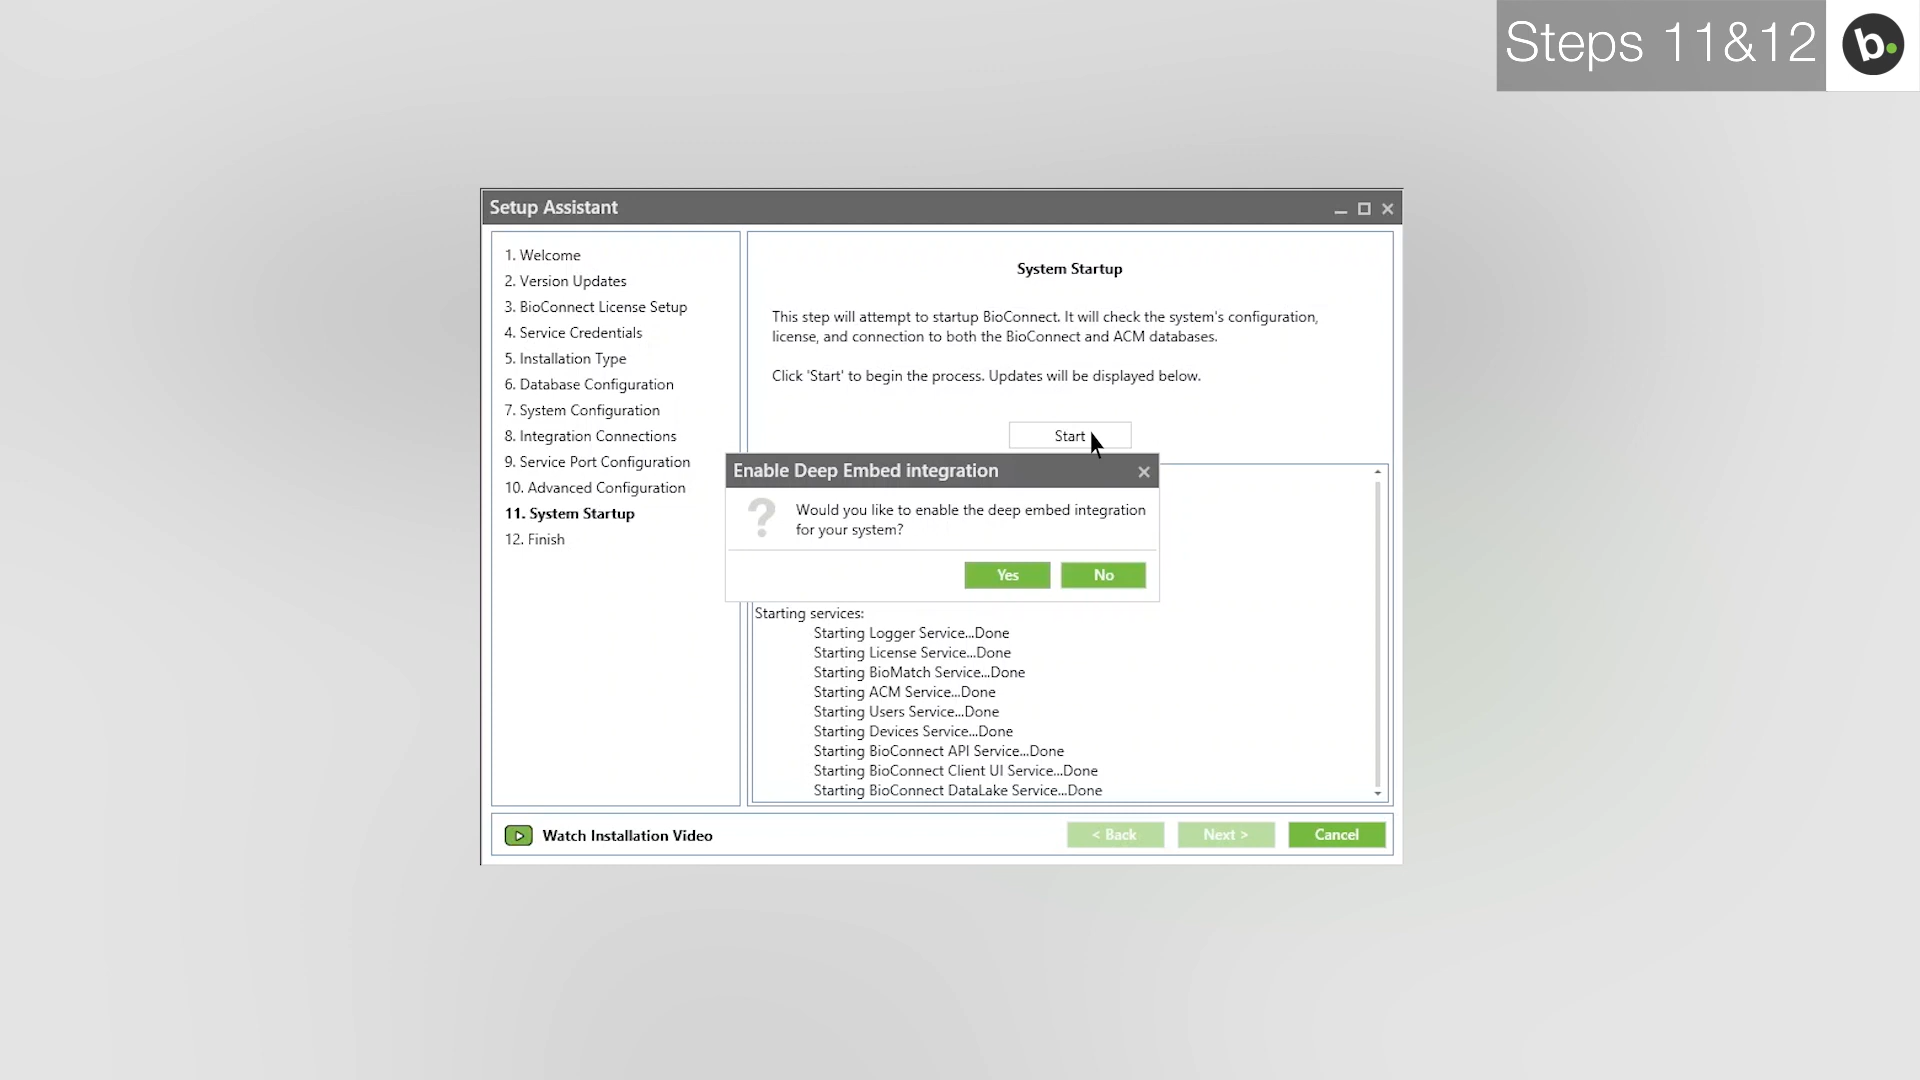 Steps 11&12
b.
Setup Assistant
1. Welcome
2. Version Updates
3. BioConnect License Setup
4. Service Credentials
5. Installation Type
6. Database Configuration
7. System Configuration
8. Integration Connections
9. Service Port Configuration
10. Advanced Configuration
11. System Startup
12. Finish
System Startup
This step will attempt to startup BioConnect. It will check the system's configuration,
license, and connection to both the BioConnect and ACM databases.
Click 'Start' to begin the process. Updates will be displayed below.
Start
Enable Deep Embed integration
?
Would you like to enable the deep embed integration
for your system?
Yes
No
Starting services:
Starting Logger Service...Done
Starting License Service...Done
Starting BioMatch Service...Done
Starting ACM Service...Done
Starting Users Service...Done
Starting Devices Service...Done
Starting BioConnect API Service...Done
Starting BioConnect Client UI Service...Done
Starting BioConnect DataLake Service...Done
Watch Installation Video
< Back
Next >
Cancel